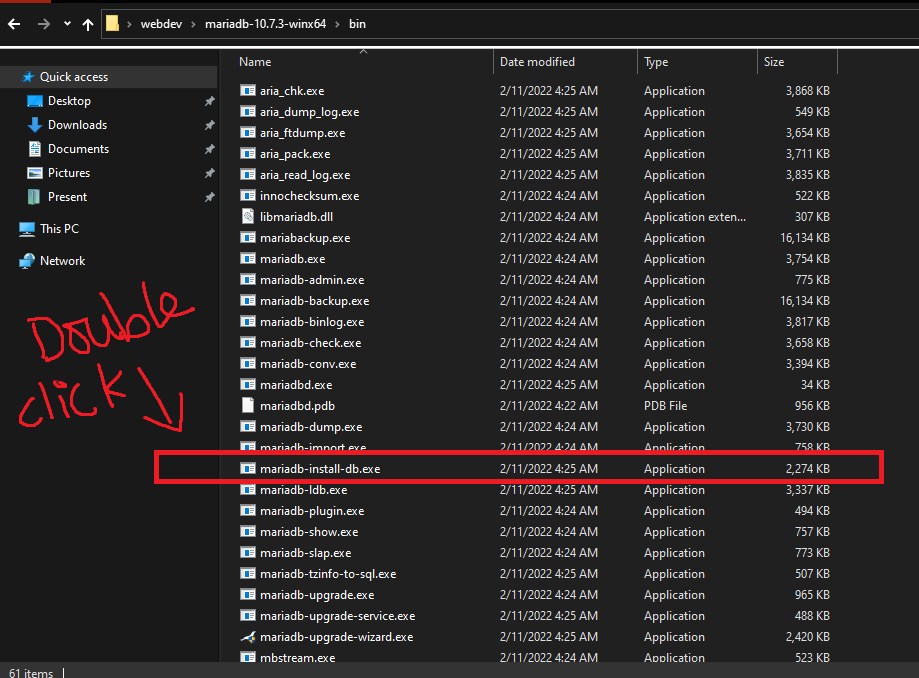 webdev > mariadb-10.7.3-winx64 > bin
Name Date modified Type Size
Quick access
Desktop
Downloads
Documents
Pictures
Present
This PC
Network
Double
click
aria_chk.exe 2/11/2022 4:25 AM Application 3,868 KB
aria_dump_log.exe 2/11/2022 4:25 AM Application 549 KB
aria_ftdump.exe 2/11/2022 4:25 AM Application 3,654 KB
aria_pack.exe 2/11/2022 4:25 AM Application 3,711 KB
aria_read_log.exe 2/11/2022 4:25 AM Application 3,835 KB
innochecksum.exe 2/11/2022 4:24 AM Application 522 KB
libmariadb.dll 2/11/2022 4:24 AM Application exten... 307 KB
mariabackup.exe 2/11/2022 4:24 AM Application 16,134 KB
mariadb.exe 2/11/2022 4:24 AM Application 3,754 KB
mariadb-admin.exe 2/11/2022 4:24 AM Application 775 KB
mariadb-backup.exe 2/11/2022 4:24 AM Application 16,134 KB
mariadb-binlog.exe 2/11/2022 4:24 AM Application 3,817 KB
mariadb-check.exe 2/11/2022 4:24 AM Application 3,658 KB
mariadb-conv.exe 2/11/2022 4:24 AM Application 3,394 KB
mariadbd.exe 2/11/2022 4:25 AM Application 34 KB
mariadbd.pdb 2/11/2022 4:22 AM PDB File 956 KB
mariadb-dump.exe 2/11/2022 4:24 AM Application 3,730 KB
mariadb-import.exe 2/11/2022 4:24 AM Application 758 KB
mariadb-install-db.exe 2/11/2022 4:25 AM Application 2,274 KB
mariadb-ldb.exe 2/11/2022 4:25 AM Application 3,337 KB
mariadb-plugin.exe 2/11/2022 4:24 AM Application 494 KB
mariadb-show.exe 2/11/2022 4:24 AM Application 757 KB
mariadb-slap.exe 2/11/2022 4:24 AM Application 773 KB
mariadb-tzinfo-to-sql.exe 2/11/2022 4:25 AM Application 507 KB
mariadb-upgrade.exe 2/11/2022 4:24 AM Application 965 KB
mariadb-upgrade-service.exe 2/11/2022 4:25 AM Application 488 KB
mariadb-upgrade-wizard.exe 2/11/2022 4:24 AM Application 2,420 KB
mbstream.exe 2/11/2022 4:24 AM Application 523 KB
61 items